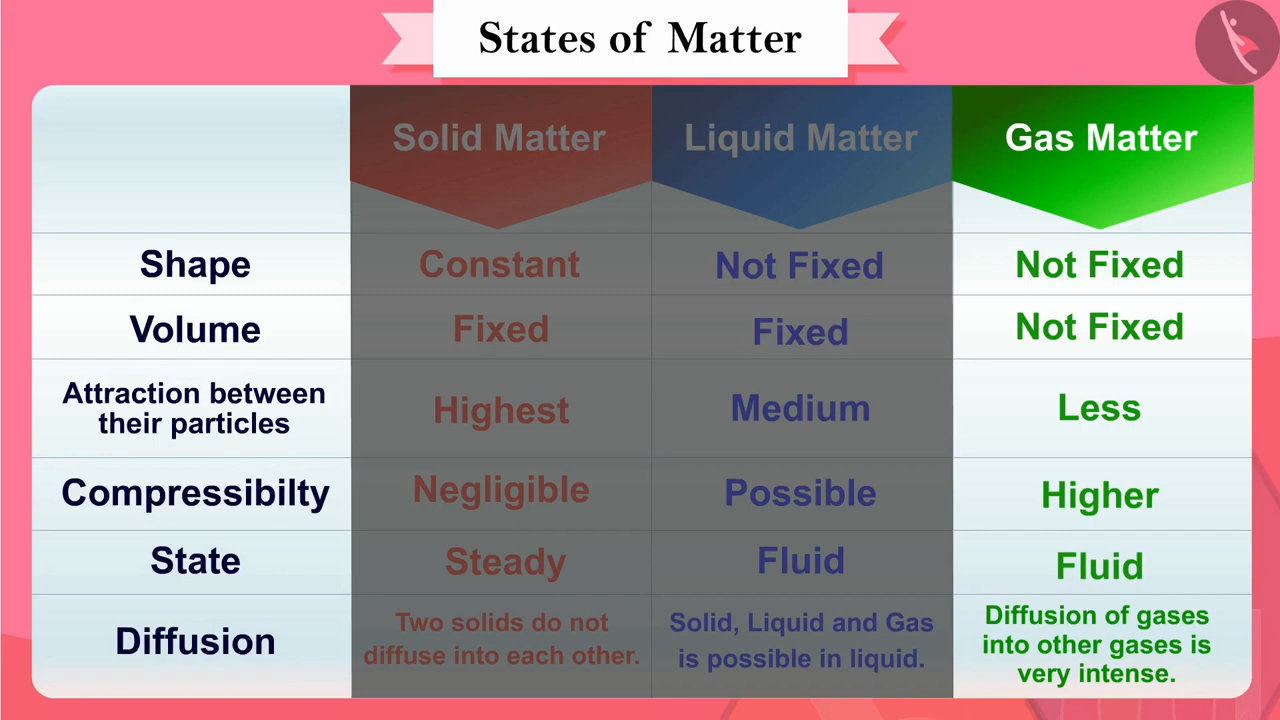 States of Matter
Solid Matter Liquid Matter Gas Matter
Shape Constant Not Fixed Not Fixed
Volume Fixed Fixed Not Fixed
Attraction between
their particles Highest Medium Less
Compressibilty Negligible Possible Higher
State Steady Fluid Fluid
Diffusion
Two solids do not
diffuse into each other.
Solid, Liquid and Gas
is possible in liquid.
Diffusion of gases
into other gases is
very intense.